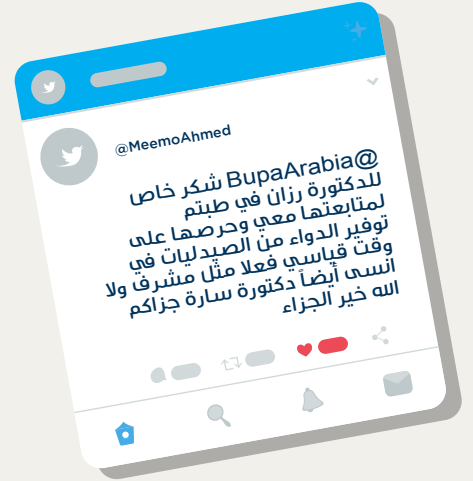 @MeemoAhmed
@BupaArabia شكر خاص
للدكتورة رزان في طبتم
لمتابعتها معي وحرصها على
توفير الدواء من الصيدليات في
وقت قياسي فعلا مثل مشرف ولا
انسى أيضاً دكتورة سارة جزاكم
الله خير الجزاء